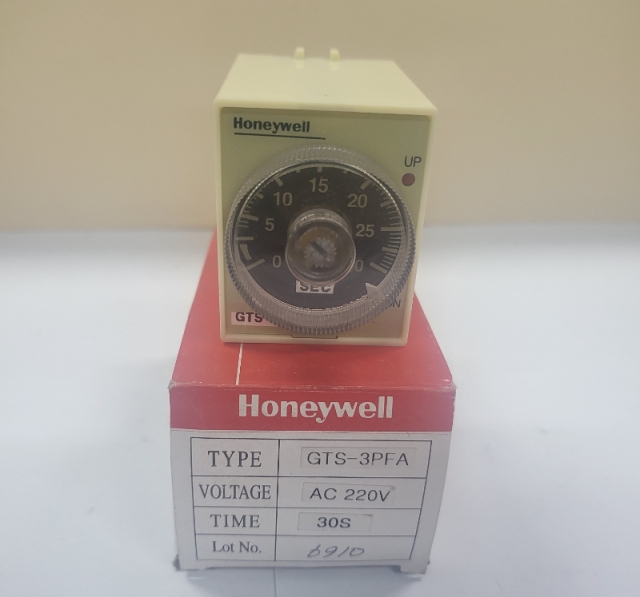 Honeywell
UP
0 5 10 15 20 25
SEC
GTS
Honeywell
TYPE GTS-3PFA
VOLTAGE AC 220V
TIME 30S
Lot No. 6910